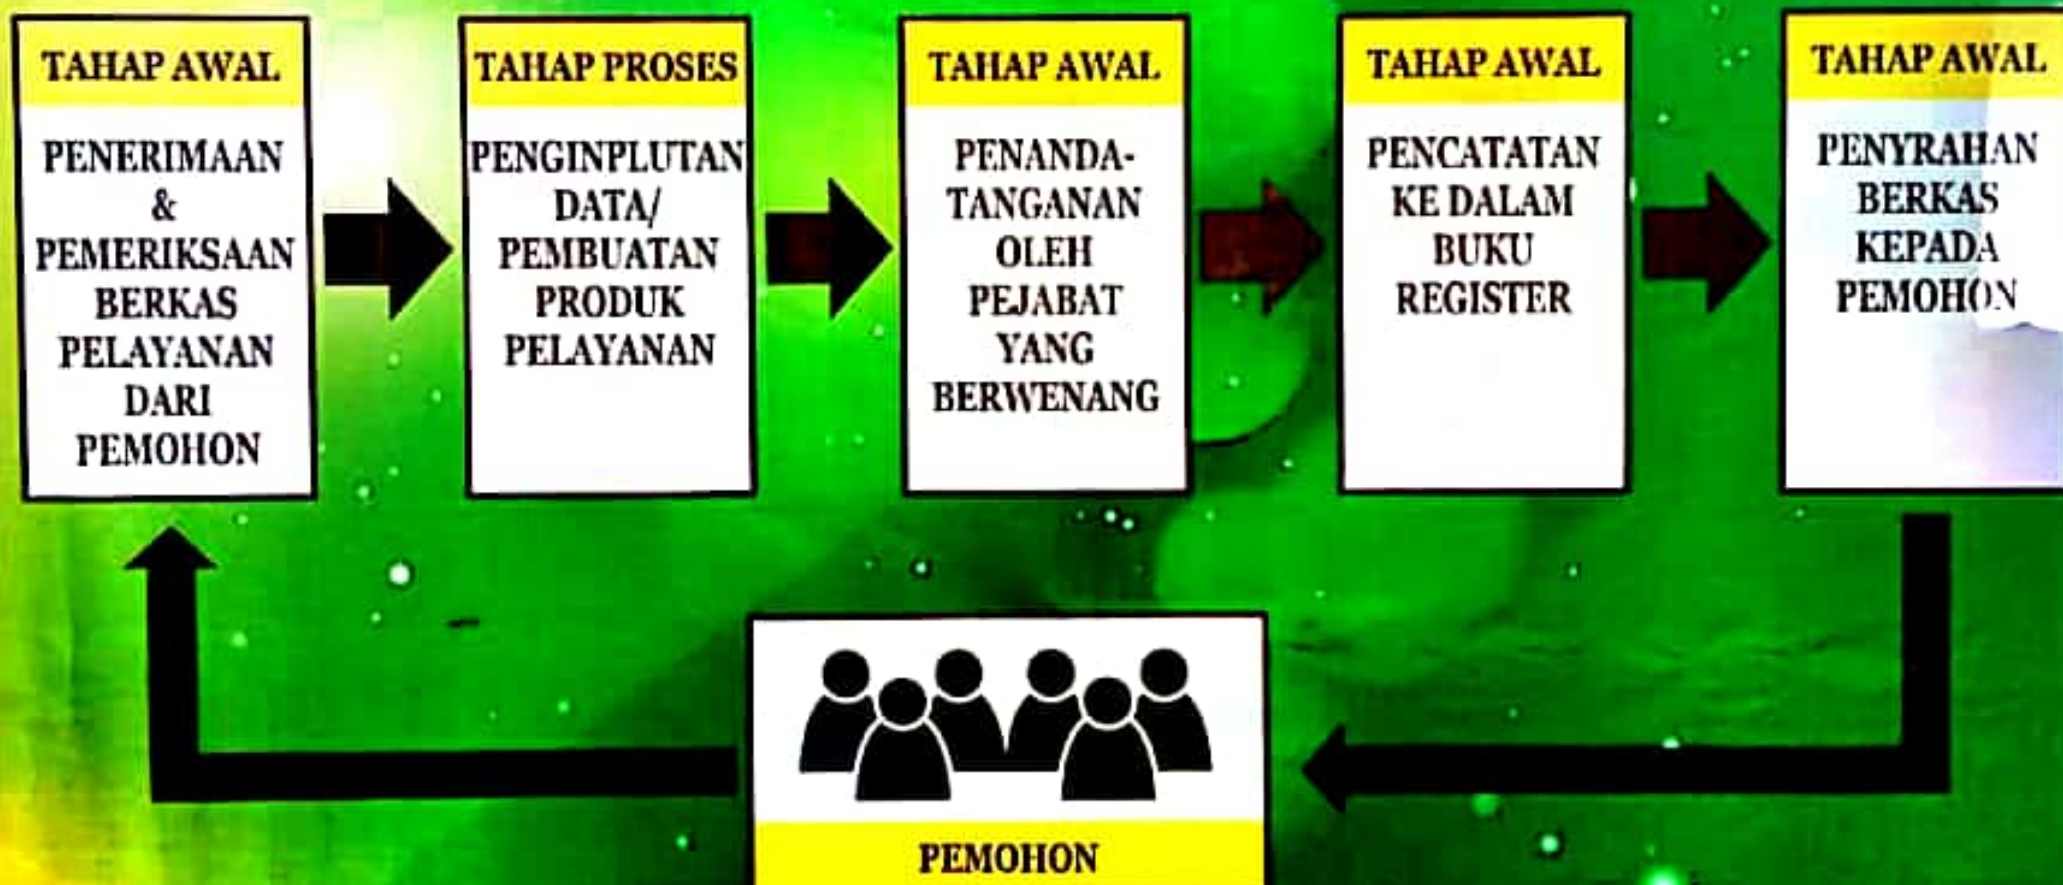 TAHAP AWAL
PENERIMAAN
&
PEMERIKSAAN
BERKAS
PELAYANAN
DARI
PEMOHON
TAHAP PROSES
PENGINPLUTAN
DATA/
PEMBUATAN
PRODUK
PELAYANAN
TAHAP AWAL
PENANDA-
TANGANAN
OLEH
PEJABAT
YANG
BERWENANG
TAHAP AWAL
PENCATATAN
KE DALAM
BUKU
REGISTER
TAHAP AWAL
PENYRAHAN
BERKAS
KEPADA
PEMOHON
PEMOHON